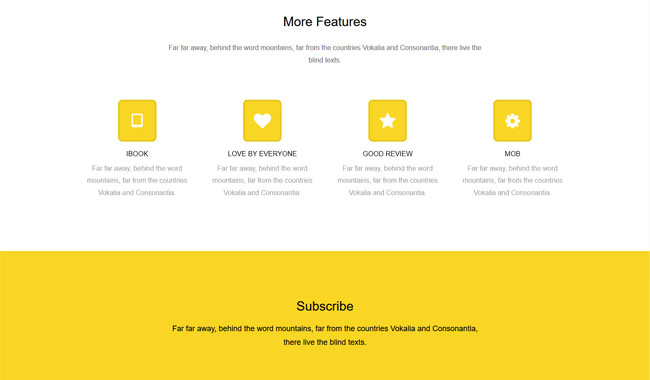 More Features
Far far away, behind the word mountains, far from the countries Vokalia and Consonantia, there live the
blind texts.
IBOOK
Far far away, behind the word
mountains, far from the countries
Vokalia and Consonantia
LOVE BY EVERYONE
Far far away, behind the word
mountains, far from the countries
Vokalia and Consonantia
GOOD REVIEW
Far far away, behind the word
mountains, far from the countries
Vokalia and Consonantia
MOB
Far far away, behind the word
mountains, far from the countries
Vokalia and Consonantia
Subscribe
Far far away, behind the word mountains, far from the countries Vokalia and Consonantia,
there live the blind texts.